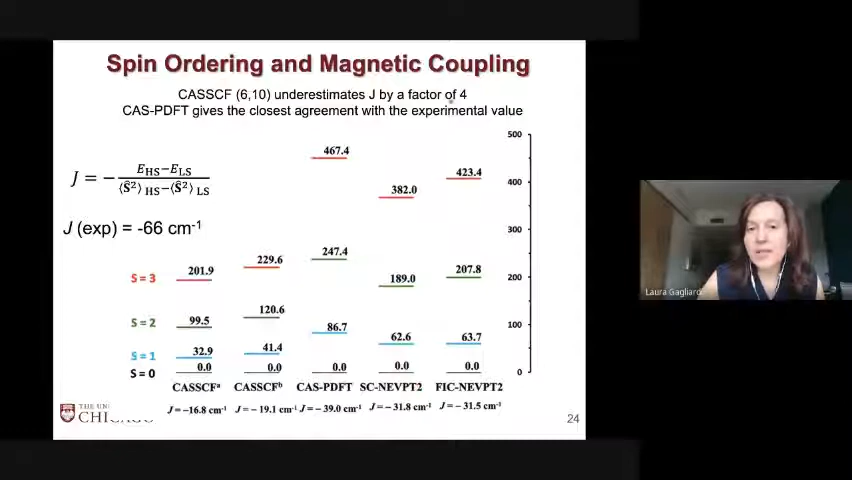 Spin Ordering and Magnetic Coupling
CASSCF (6,10) underestimates J by a factor of 4
CAS-PDFT gives the closest agreement with the experimental value
J = − (E_HS−E_LS) / (⟨Ŝ²⟩_HS−⟨Ŝ²⟩_LS)
J (exp) = -66 cm⁻¹
500
400
300
200
100
0
467.4
423.4
382.0
247.4
229.6
201.9
207.8
189.0
S = 3
120.6
99.5
S = 2
86.7
62.6
63.7
41.4
32.9
S = 1
S = 0
0.0 0.0 0.0 0.0 0.0
CASSCFᵃ CASSCFᵇ CAS-PDFT SC-NEVPT2 FIC-NEVPT2
J = −16.8 cm⁻¹ J = − 19.1 cm⁻¹ J = − 39.0 cm⁻¹ J = − 31.8 cm⁻¹ J = − 31.5 cm⁻¹
24
Laura Gagliard